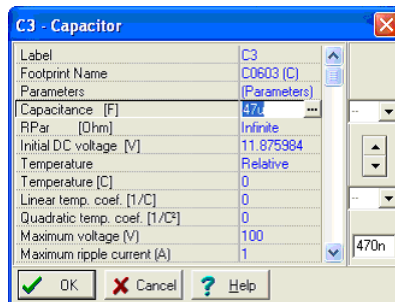 C3 - Capacitor
Label C3
Footprint Name C0603 (C)
Parameters (Parameters)
Capacitance [F] 47u ...
RPar [Ohm] Infinite
Initial DC voltage [V] 11.875984
Temperature Relative
Temperature [C] 0
Linear temp. coef. [1/C] 0
Quadratic temp. coef. [1/C²] 0
Maximum voltage (V) 100
Maximum ripple current (A) 1
--
--
470n
OK Cancel ? Help